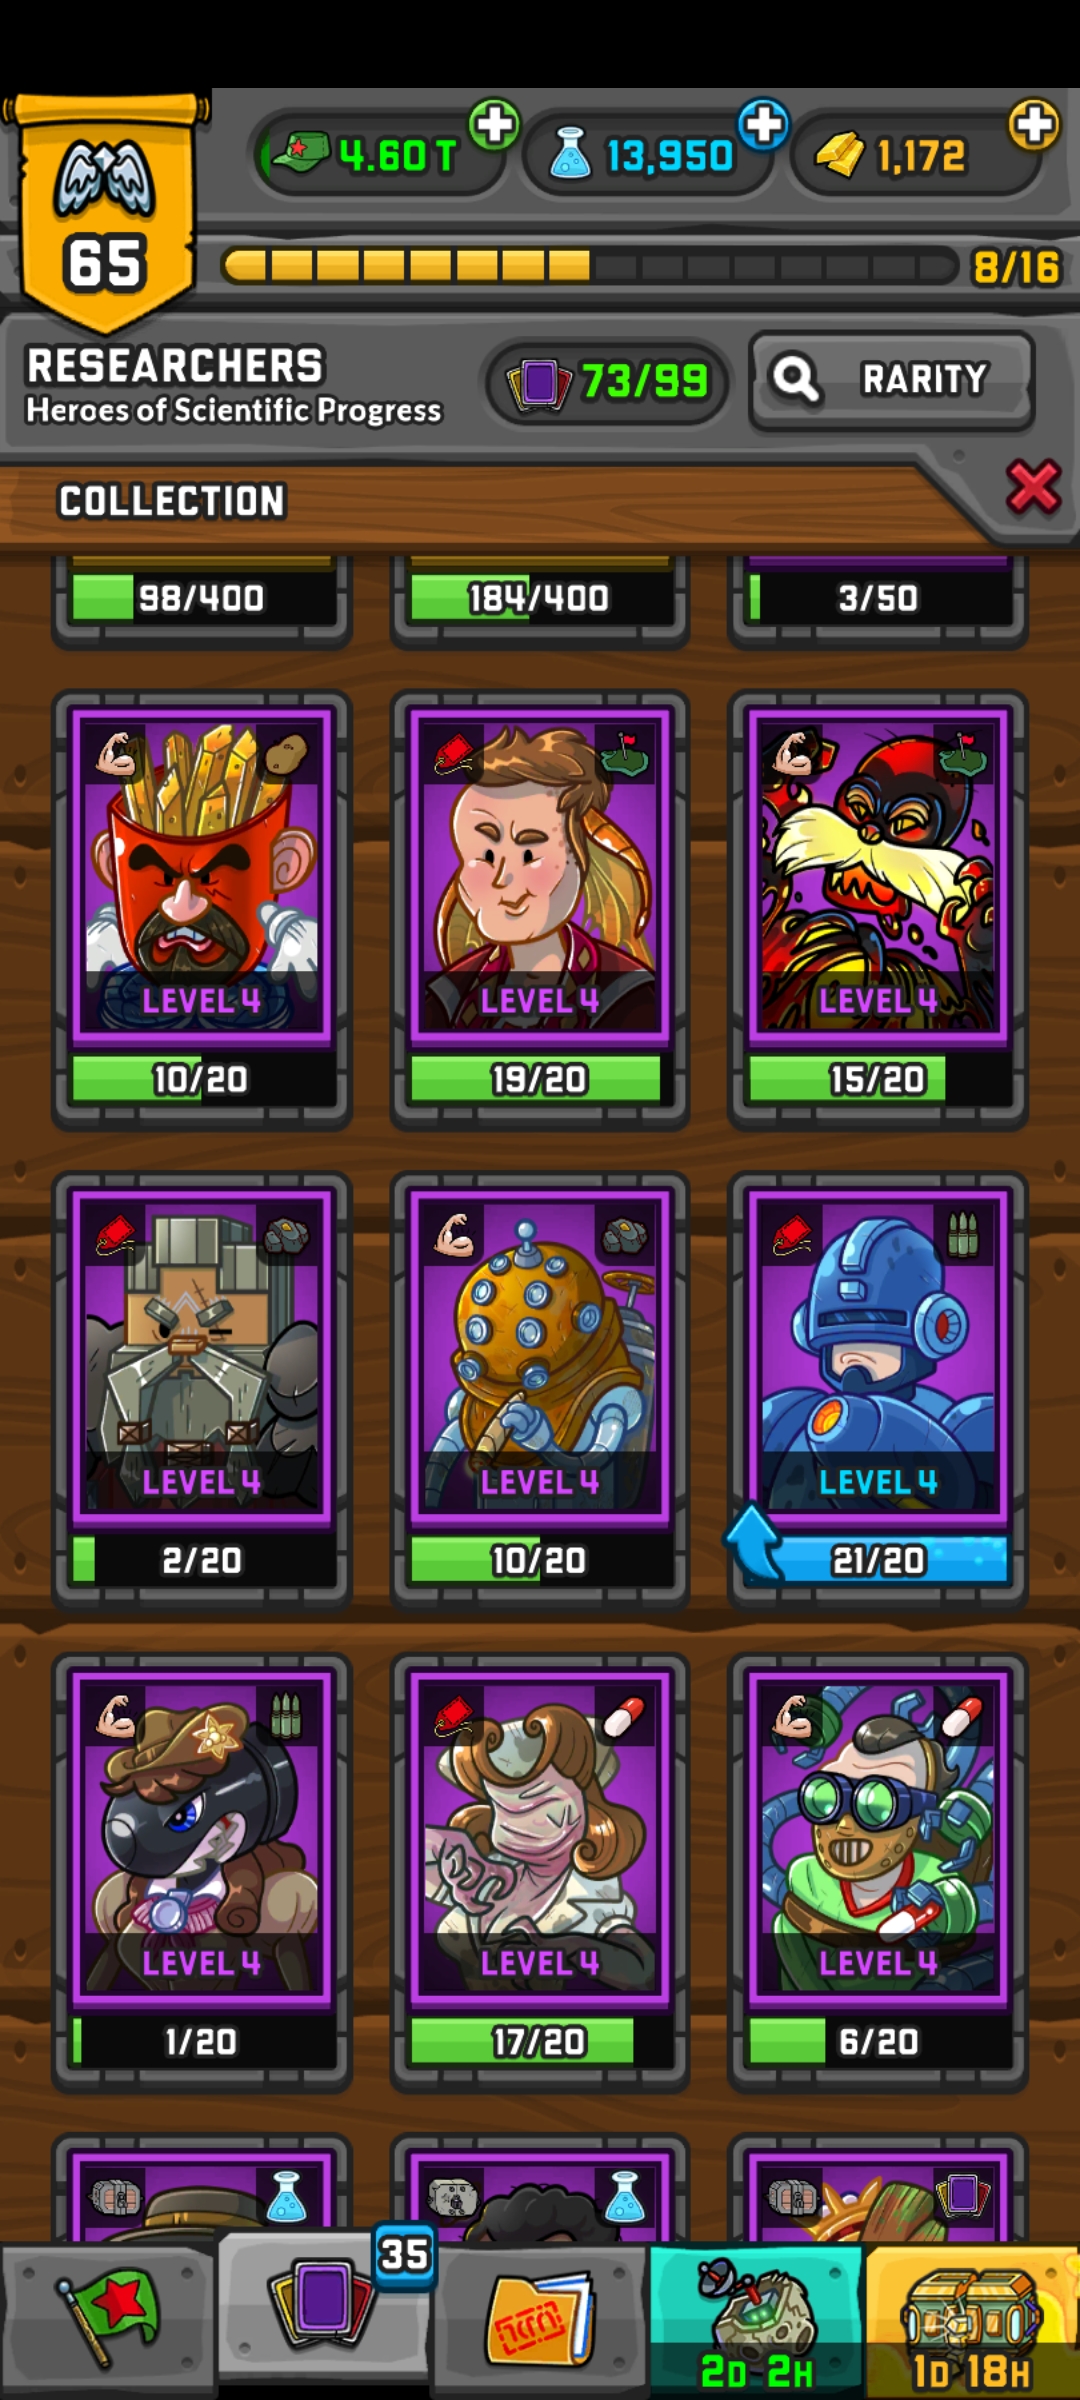 4.60 T
13,950
1,172
65
8/16
RESEARCHERS
Heroes of Scientific Progress
73/99
RARITY
COLLECTION
98/400
184/400
3/50
LEVEL 4
LEVEL 4
LEVEL 4
10/20
19/20
15/20
LEVEL 4
LEVEL 4
LEVEL 4
2/20
10/20
21/20
LEVEL 4
LEVEL 4
LEVEL 4
1/20
17/20
6/20
35
2D 2H
1D 18H